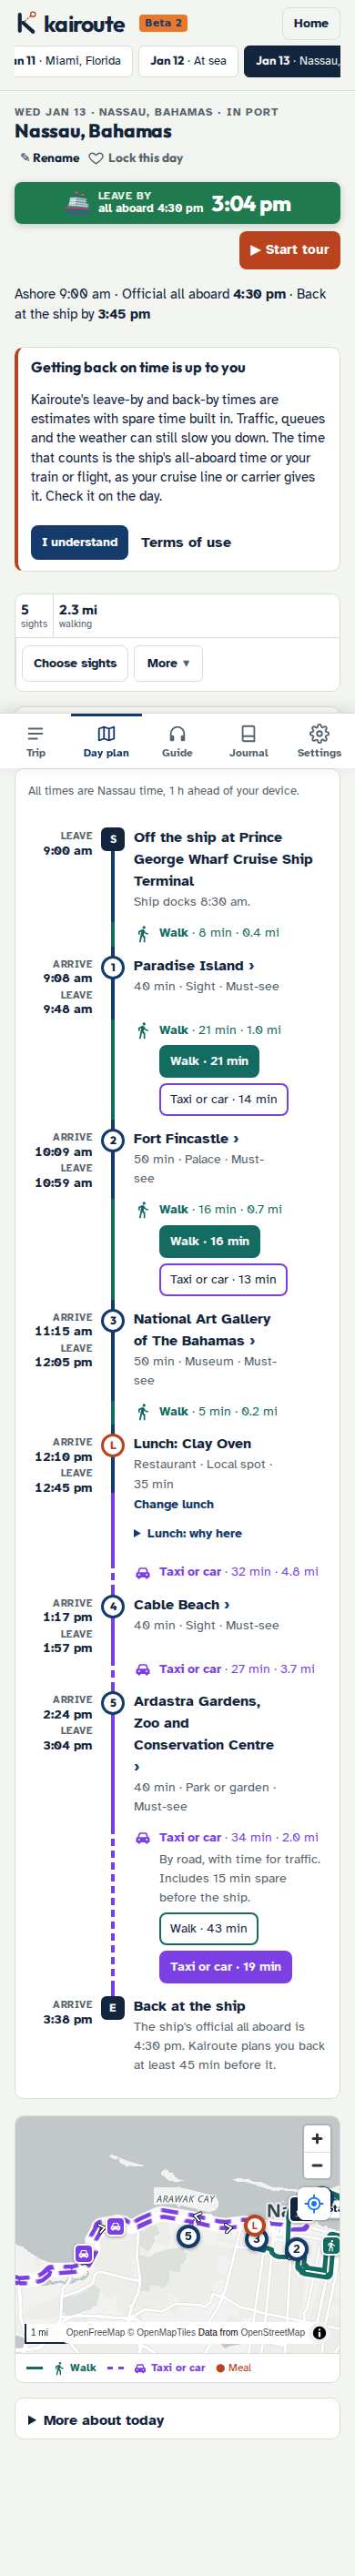 kairoute Beta 2 Home
n 11 · Miami, Florida Jan 12 · At sea Jan 13 · Nassau,
WED JAN 13 · NASSAU, BAHAMAS · IN PORT
Nassau, Bahamas
✎ Rename Lock this day
LEAVE BY
all aboard 4:30 pm 3:04 pm
▶ Start tour
Ashore 9:00 am · Official all aboard 4:30 pm · Back
at the ship by 3:45 pm
Getting back on time is up to you
Kairoute's leave-by and back-by times are
estimates with spare time built in. Traffic, queues
and the weather can still slow you down. The time
that counts is the ship's all-aboard time or your
train or flight, as your cruise line or carrier gives
it. Check it on the day.
I understand Terms of use
5 2.3 mi
sights walking
Choose sights More ▼
Trip Day plan Guide Journal Settings
All times are Nassau time, 1 h ahead of your device.
LEAVE
9:00 am
S
Off the ship at Prince
George Wharf Cruise Ship
Terminal
Ship docks 8:30 am.
Walk · 8 min · 0.4 mi
ARRIVE
9:08 am
LEAVE
9:48 am
1
Paradise Island ›
40 min · Sight · Must-see
Walk · 21 min · 1.0 mi
Walk · 21 min
Taxi or car · 14 min
ARRIVE
10:09 am
LEAVE
10:59 am
2
Fort Fincastle ›
50 min · Palace · Must-
see
Walk · 16 min · 0.7 mi
Walk · 16 min
Taxi or car · 13 min
ARRIVE
11:15 am
LEAVE
12:05 pm
3
National Art Gallery
of The Bahamas ›
50 min · Museum · Must-
see
Walk · 5 min · 0.2 mi
ARRIVE
12:10 pm
LEAVE
12:45 pm
L
Lunch: Clay Oven
Restaurant · Local spot ·
35 min
Change lunch
▶ Lunch: why here
Taxi or car · 32 min · 4.8 mi
ARRIVE
1:17 pm
LEAVE
1:57 pm
4
Cable Beach ›
40 min · Sight · Must-see
Taxi or car · 27 min · 3.7 mi
ARRIVE
2:24 pm
LEAVE
3:04 pm
5
Ardastra Gardens,
Zoo and
Conservation Centre
›
40 min · Park or garden ·
Must-see
Taxi or car · 34 min · 2.0 mi
By road, with time for traffic.
Includes 15 min spare
before the ship.
Walk · 43 min
Taxi or car · 19 min
ARRIVE
3:38 pm
E
Back at the ship
The ship's official all aboard is
4:30 pm. Kairoute plans you back
at least 45 min before it.
+
−
ARAWAK CAY
Na
5 L 3 2
1 mi OpenFreeMap © OpenMapTiles Data from OpenStreetMap
Walk Taxi or car Meal
▶ More about today